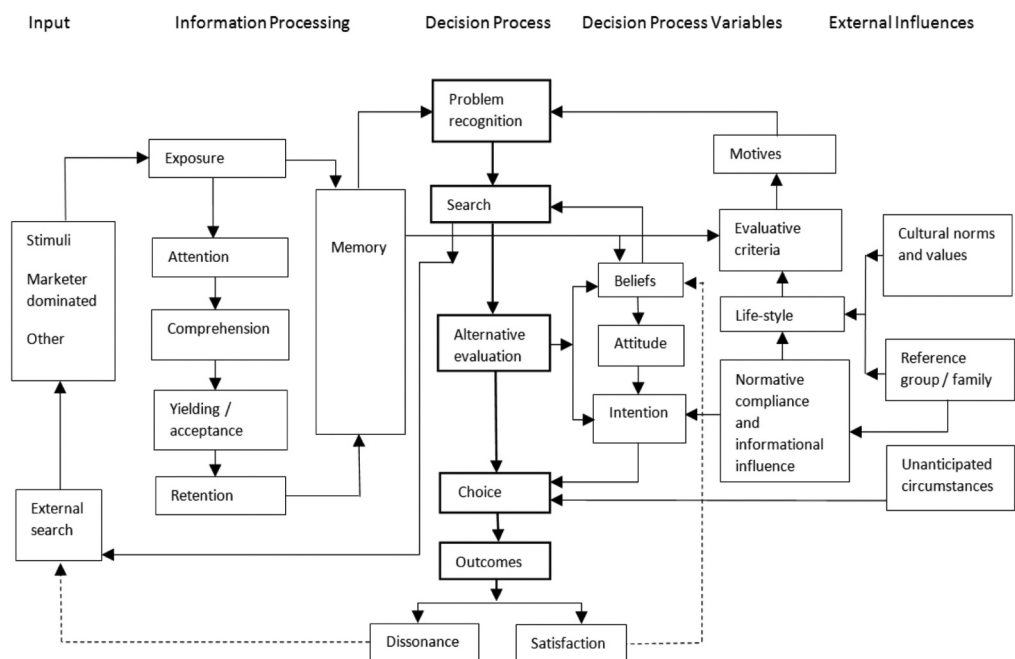 Input
Information Processing
Decision Process
Decision Process Variables
External Influences
Problem
recognition
Motives
Exposure
Search
Stimuli
Marketer
dominated
Other
Memory
Evaluative
criteria
Cultural norms
and values
Attention
Beliefs
Life-style
Comprehension
Alternative
evaluation
Attitude
Reference
group / family
Yielding /
acceptance
Intention
Normative
compliance
and
informational
influence
Unanticipated
circumstances
Retention
Choice
External
search
Outcomes
Dissonance
Satisfaction